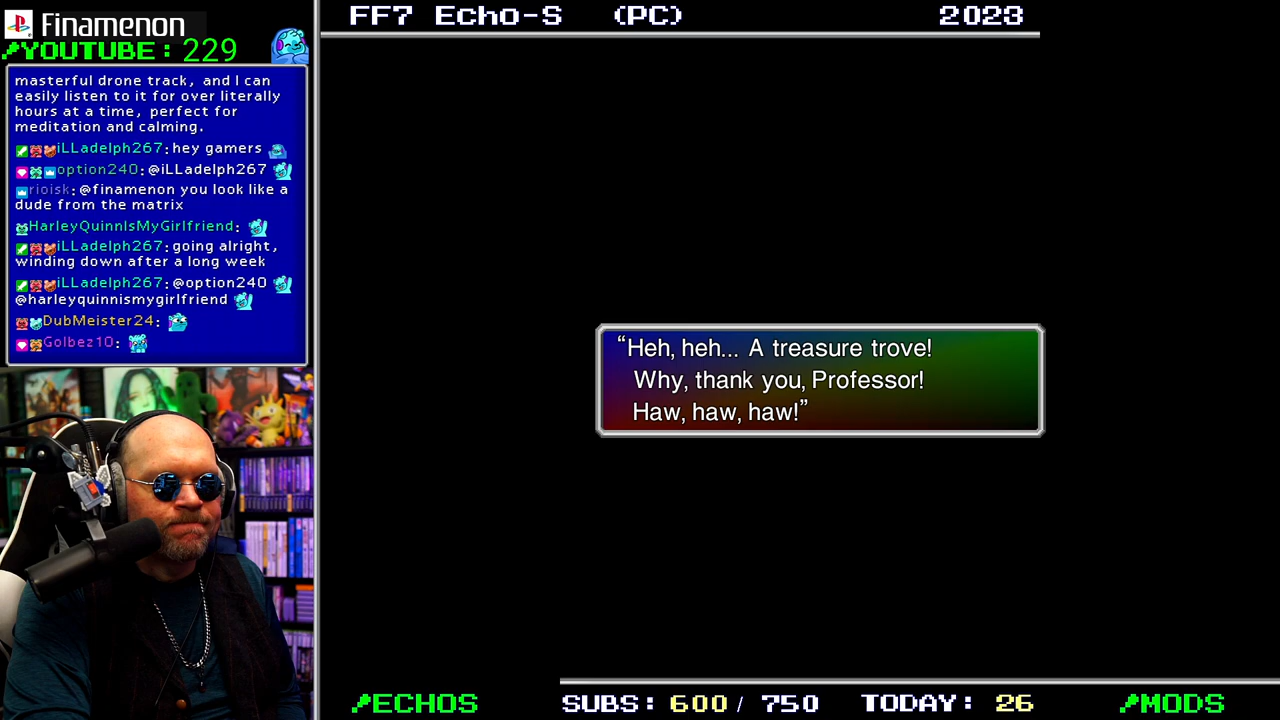 Finamenon
FF7 Echo-S (PC) 2023
/YOUTUBE: 229
masterful drone track, and I can
easily listen to it for over literally
hours at a time, perfect for
meditation and calming.
iLLadelph267: hey gamers
option240: @iLLadelph267
rioisk: @finamenon you look like a
dude from the matrix
HarleyQuinnIsMyGirlfriend:
iLLadelph267: going alright,
winding down after a long week
iLLadelph267: @option240
@harleyquinnismygirlfriend
DubMeister24:
Golbez10:
“Heh, heh... A treasure trove!
Why, thank you, Professor!
Haw, haw, haw!”
/ECHOS SUBS: 600/ 750 TODAY: 26 /MODS